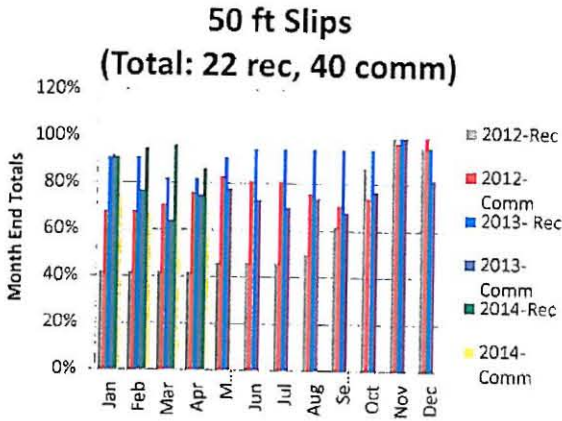 50 ft Slips
(Total: 22 rec, 40 comm)
120%
100%
80%
60%
40%
20%
0%
Month End Totals
Jan
Feb
Mar
Apr
M...
Jun
Jul
Aug
Se...
Oct
Nov
Dec
2012-Rec
2012-
Comm
2013- Rec
2013-
Comm
2014-Rec
2014-
Comm